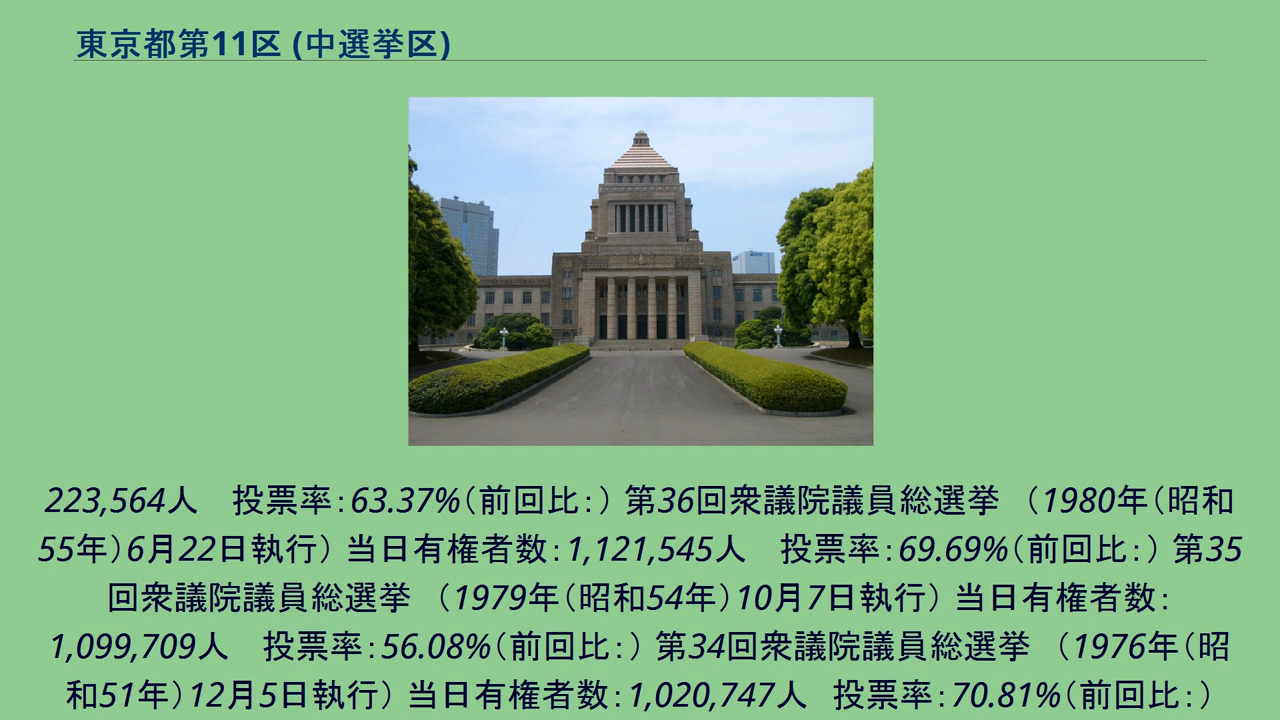 東京都第11区 (中選挙区)
223,564人　投票率：63.37%（前回比：） 第36回衆議院議員総選挙　（1980年（昭和
55年）6月22日執行） 当日有権者数：1,121,545人　投票率：69.69%（前回比：） 第35
回衆議院議員総選挙　（1979年（昭和54年）10月7日執行） 当日有権者数：
1,099,709人　投票率：56.08%（前回比：） 第34回衆議院議員総選挙　（1976年（昭
和51年）12月5日執行） 当日有権者数：1,020,747人　投票率：70.81%（前回比：）